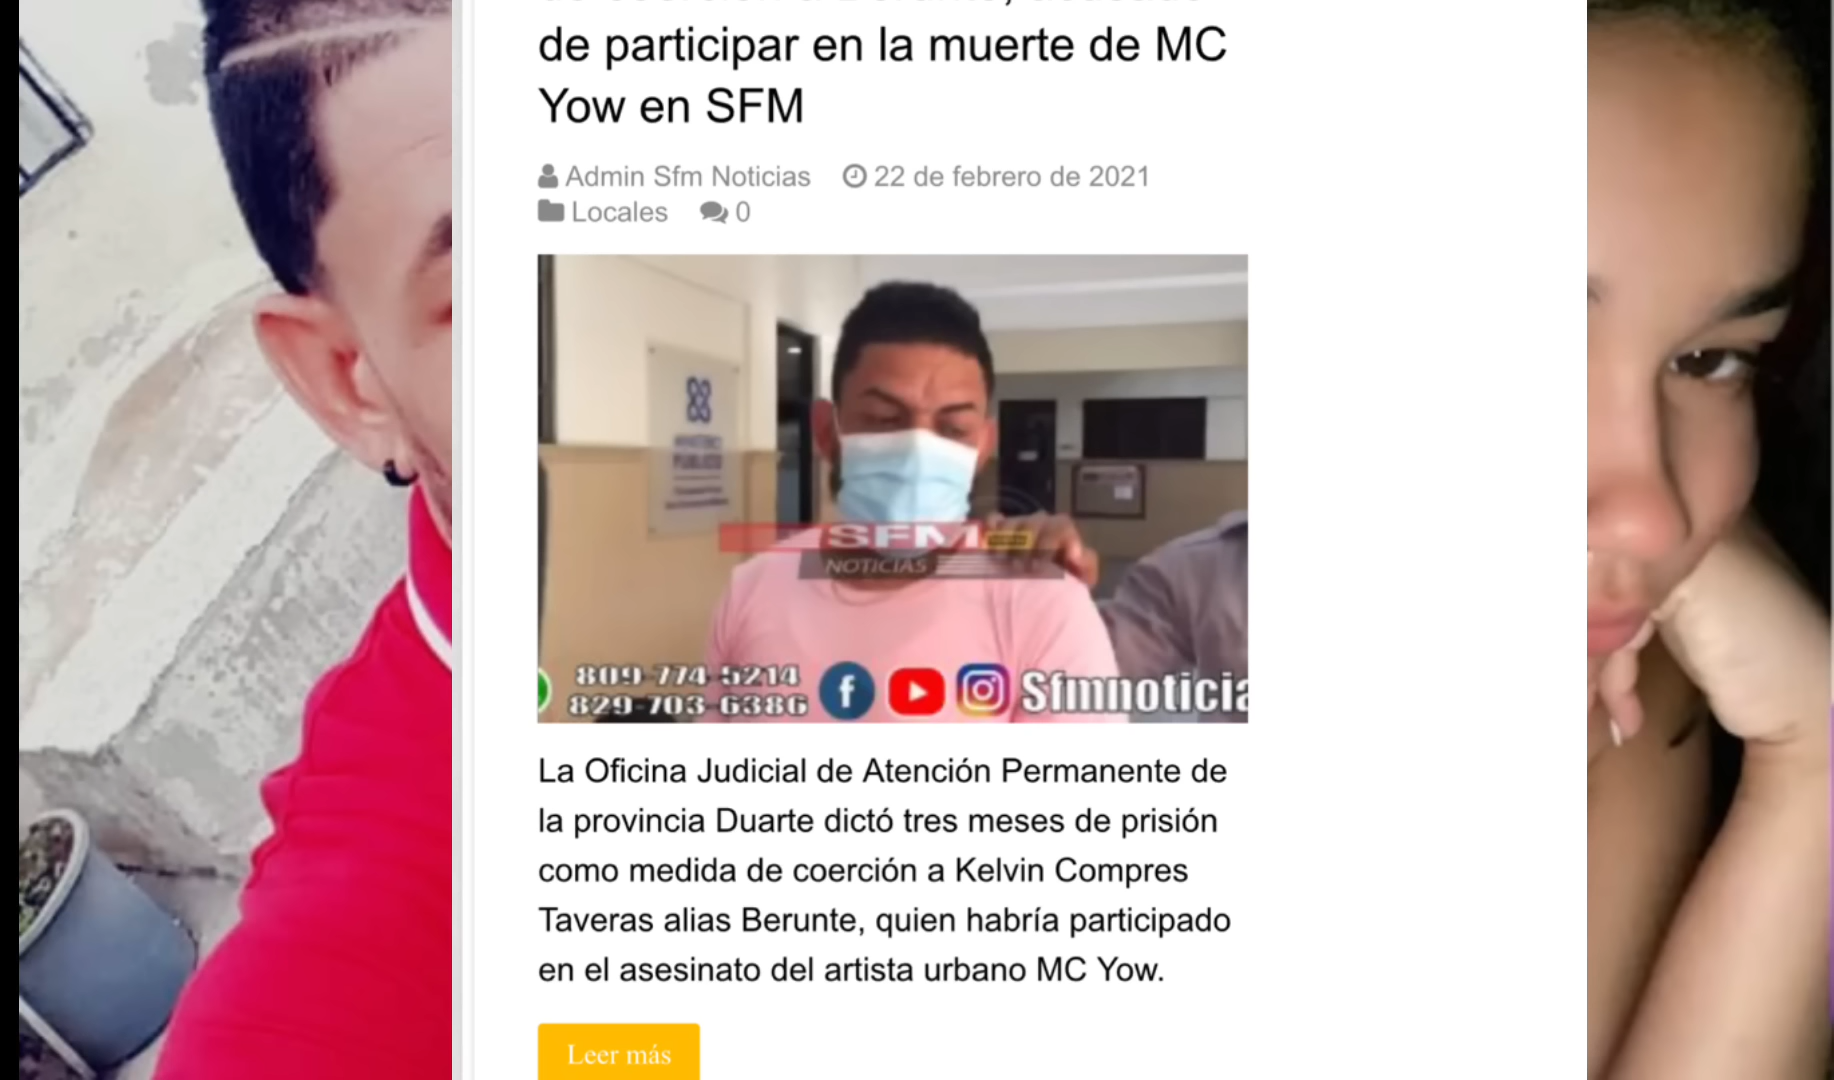 de participar en la muerte de MC
Yow en SFM
Admin Sfm Noticias 22 de febrero de 2021
Locales 0
MINISTERIO
PÚBLICO
SFM
NOTICIAS
809-774-5214
829-703-6386
Sfmnoticia
La Oficina Judicial de Atención Permanente de
la provincia Duarte dictó tres meses de prisión
como medida de coerción a Kelvin Compres
Taveras alias Berunte, quien habría participado
en el asesinato del artista urbano MC Yow.
Leer más